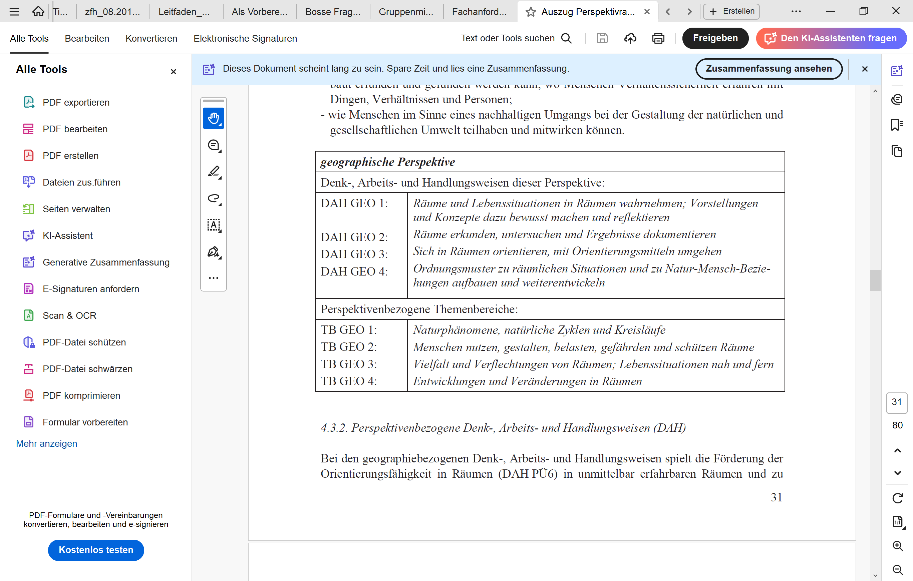 Ti...
zfh_08.201...
Leitfaden_...
Als Vorbere...
Bosse Frag...
Gruppenmi...
Fachanford...
Auszug Perspektivra...
Erstellen
Alle Tools
Bearbeiten
Konvertieren
Elektronische Signaturen
Text oder Tools suchen
Freigeben
Den KI-Assistenten fragen
Alle Tools
PDF exportieren
PDF bearbeiten
PDF erstellen
Dateien zus.führen
Seiten verwalten
KI-Assistent
Generative Zusammenfassung
E-Signaturen anfordern
Scan & OCR
PDF-Datei schützen
PDF-Datei schwärzen
PDF komprimieren
Formular vorbereiten
Mehr anzeigen
PDF Formulare und Vereinbarungen
konvertieren, bearbeiten und e signieren
Kostenlos testen
Dieses Dokument scheint lang zu sein. Spare Zeit und lies eine Zusammenfassung.
Zusammenfassung ansehen
Dingen, Verhältnissen und Personen;
- wie Menschen im Sinne eines nachhaltigen Umgangs bei der Gestaltung der natürlichen und
gesellschaftlichen Umwelt teilhaben und mitwirken können.
geographische Perspektive
Denk-, Arbeits- und Handlungsweisen dieser Perspektive:
DAH GEO 1: Räume und Lebenssituationen in Räumen wahrnehmen; Vorstellungen
und Konzepte dazu bewusst machen und reflektieren
DAH GEO 2: Räume erkunden, untersuchen und Ergebnisse dokumentieren
DAH GEO 3: Sich in Räumen orientieren, mit Orientierungsmitteln umgehen
DAH GEO 4: Ordnungsmuster zu räumlichen Situationen und zu Natur-Mensch-Bezie-
hungen aufbauen und weiterentwickeln
Perspektivenbezogene Themenbereiche:
TB GEO 1: Naturphänomene, natürliche Zyklen und Kreisläufe
TB GEO 2: Menschen nutzen, gestalten, belasten, gefährden und schützen Räume
TB GEO 3: Vielfalt und Verflechtungen von Räumen; Lebenssituationen nah und fern
TB GEO 4: Entwicklungen und Veränderungen in Räumen
4.3.2. Perspektivenbezogene Denk-, Arbeits- und Handlungsweisen (DAH)
Bei den geographiebezogenen Denk-, Arbeits- und Handlungsweisen spielt die Förderung der
Orientierungsfähigkeit in Räumen (DAH PÜ6) in unmittelbar erfahrbaren Räumen und zu
31
31
80